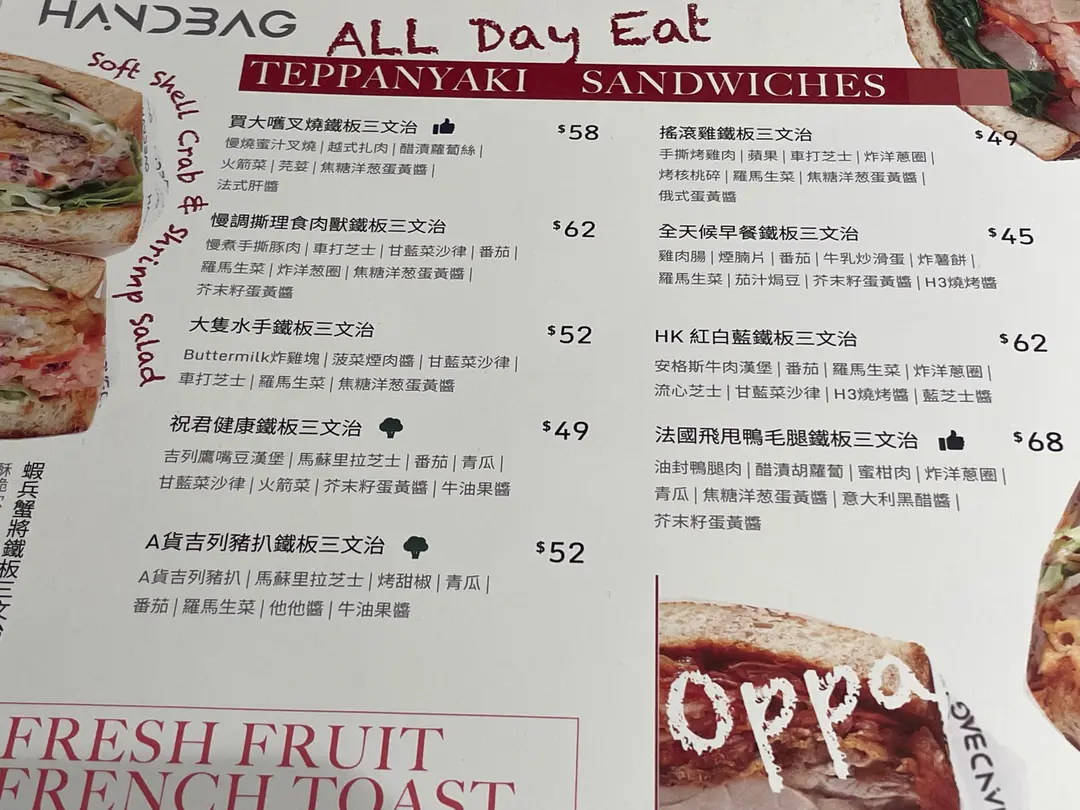 HANDBAG
ALL Day Eat
TEPPANYAKI SANDWICHES
Soft Shell Crab & Shrimp Salad
買大嚿叉燒鐵板三文治 $58
慢燒蜜汁叉燒|越式扎肉|醋漬蘿蔔絲|
火箭菜|芫荽|焦糖洋葱蛋黃醬|
法式肝醬
慢調撕理食肉獸鐵板三文治 $62
慢煮手撕豚肉|車打芝士|甘藍菜沙律|番茄|
羅馬生菜|炸洋葱圈|焦糖洋葱蛋黃醬|
芥末籽蛋黃醬
大隻水手鐵板三文治 $52
Buttermilk炸雞塊|菠菜煙肉醬|甘藍菜沙律|
車打芝士|羅馬生菜|焦糖洋葱蛋黃醬
祝君健康鐵板三文治 $49
吉列鷹嘴豆漢堡|馬蘇里拉芝士|番茄|青瓜|
甘藍菜沙律|火箭菜|芥末籽蛋黃醬|牛油果醬
A貨吉列豬扒鐵板三文治 $52
A貨吉列豬扒|馬蘇里拉芝士|烤甜椒|青瓜|
番茄|羅馬生菜|他他醬|牛油果醬
搖滾雞鐵板三文治 $49
手撕烤雞肉|蘋果|車打芝士|炸洋蔥圈|
烤核桃碎|羅馬生菜|焦糖洋葱蛋黃醬|
俄式蛋黃醬
全天候早餐鐵板三文治 $45
雞肉腸|煙腩片|番茄|牛乳炒滑蛋|炸薯餅|
羅馬生菜|茄汁焗豆|芥末籽蛋黃醬|H3燒烤醬
HK 紅白藍鐵板三文治 $62
安格斯牛肉漢堡|番茄|羅馬生菜|炸洋蔥圈|
流心芝士|甘藍菜沙律|H3燒烤醬|藍芝士醬
法國飛甩鴨毛腿鐵板三文治 $68
油封鴨腿肉|醋漬胡蘿蔔|蜜柑肉|炸洋蔥圈|
青瓜|焦糖洋葱蛋黃醬|意大利黑醋醬|
芥末籽蛋黃醬
蝦兵蟹將鐵板三文治
酥脆
oppa
FRESH FRUIT
FRENCH TOAST